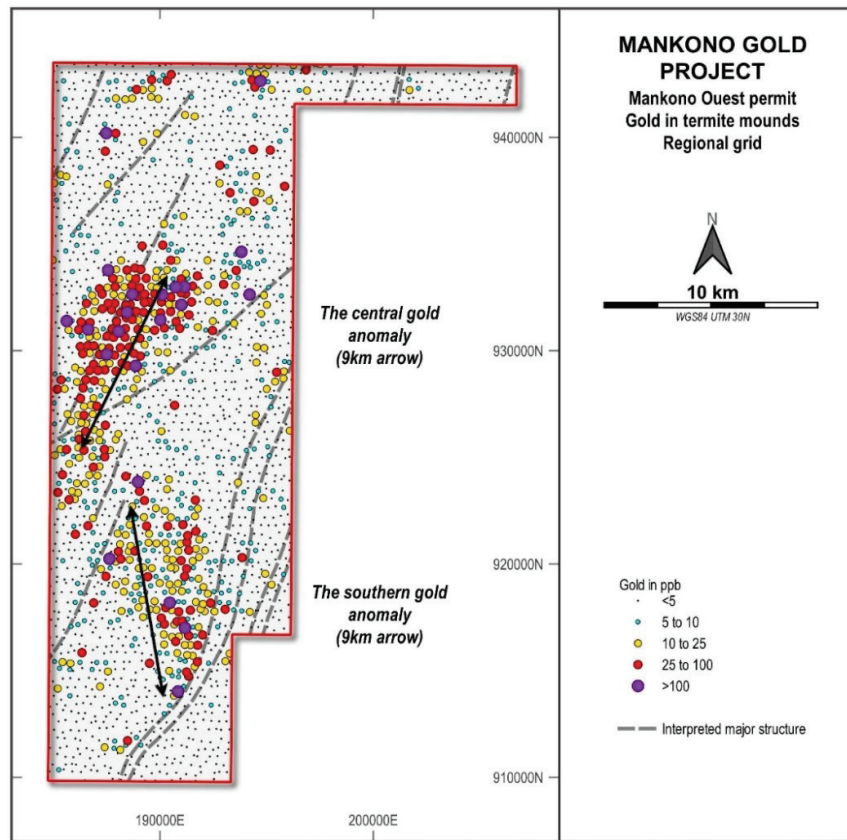 MANKONO GOLD
PROJECT
Mankono Ouest permit
Gold in termite mounds
Regional grid
N
10 km
WGS84 UTM 30N
940000N
930000N
920000N
910000N
190000E
200000E
The central gold
anomaly
(9km arrow)
The southern gold
anomaly
(9km arrow)
Gold in ppb
<5
5 to 10
10 to 25
25 to 100
>100
Interpreted major structure